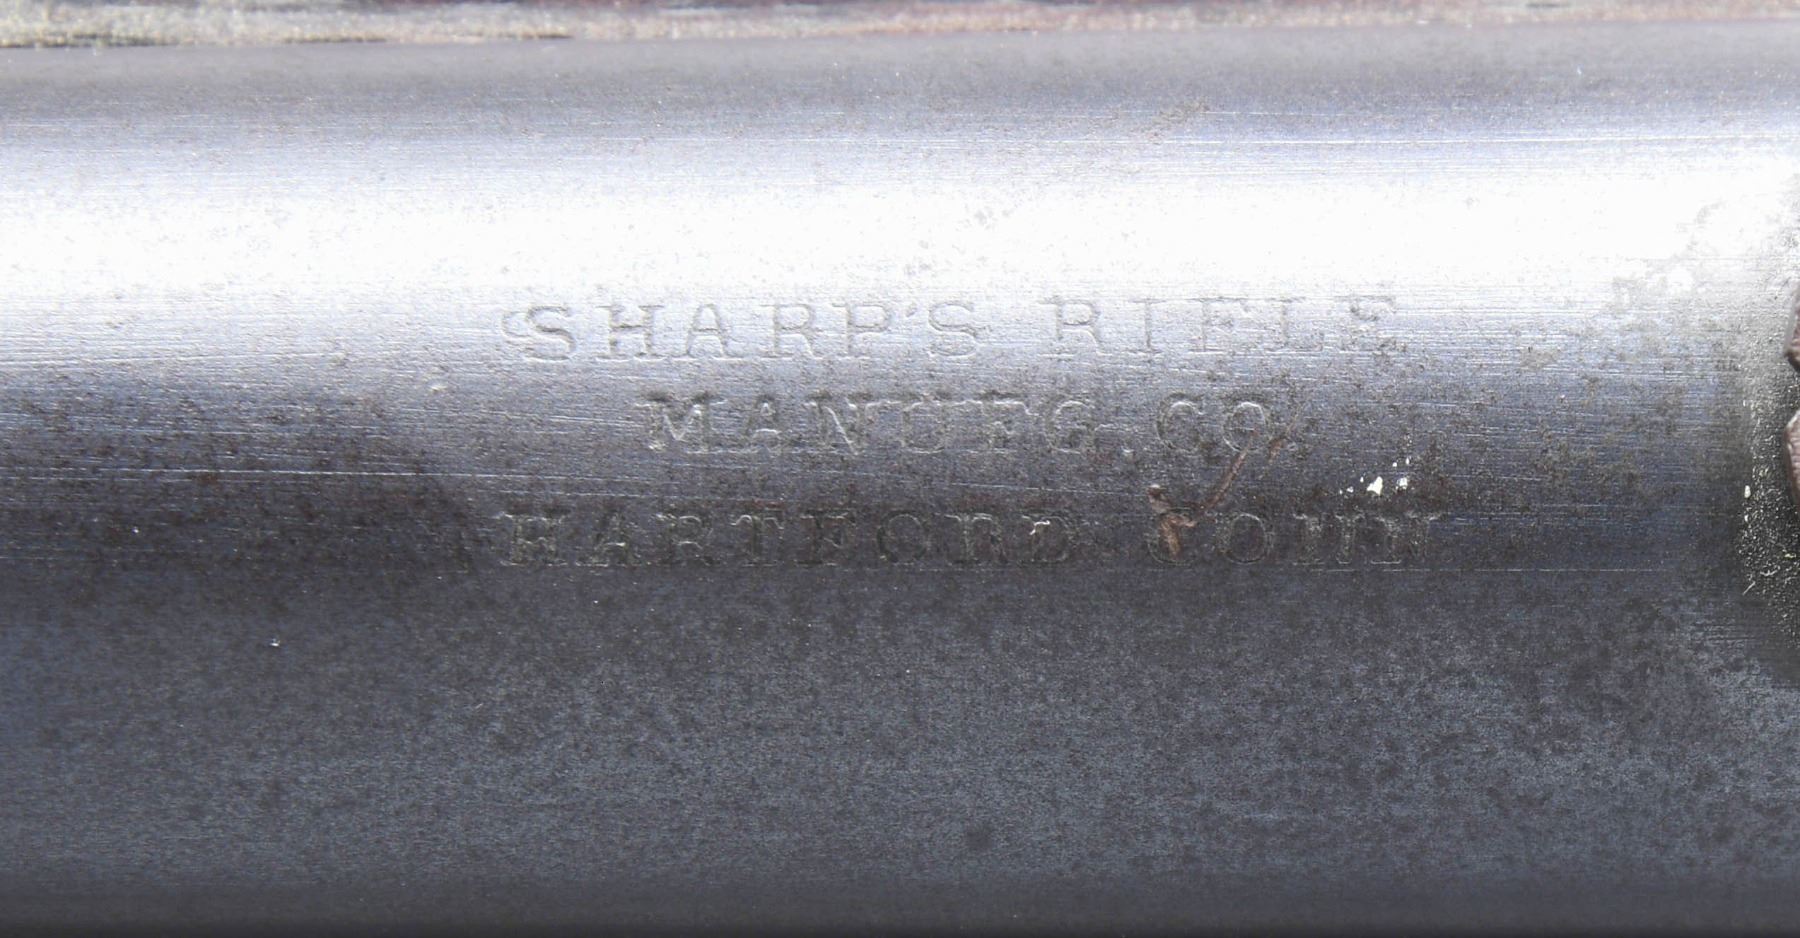 SHARP'S RIFLE
MANUFG. CO.
HARTFORD CONN